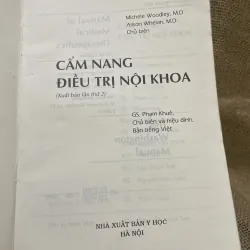 Michele Woodley, M.D
Alison Whelan, M.D
Chủ biên
CẨM NANG
ĐIỀU TRỊ NỘI KHOA
(Xuất bản lần thứ 2)
GS. Phạm Khuê,
Chủ biên và hiệu đính,
Bản tiếng Việt
NHÀ XUẤT BẢN Y HỌC
HÀ NỘI